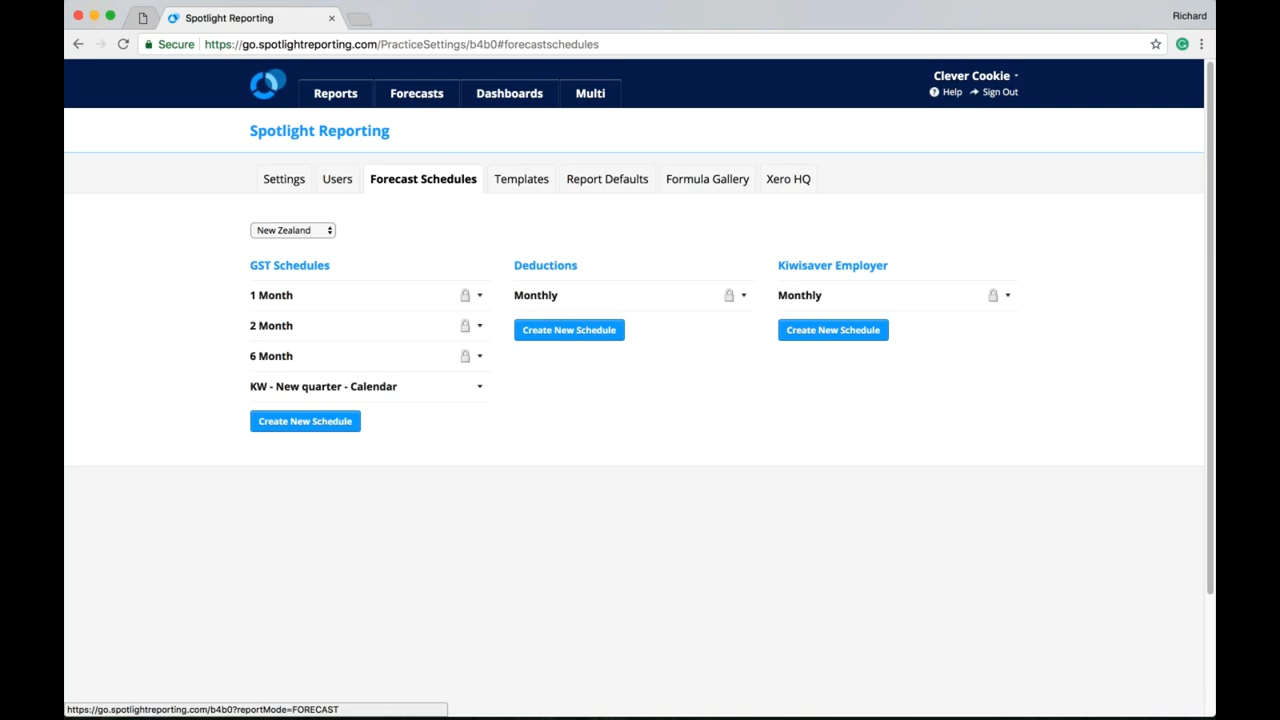 Spotlight Reporting
Richard
Secure https://go.spotlightreporting.com/PracticeSettings/b4b0#forecastschedules
Reports Forecasts Dashboards Multi
Clever Cookie
Help Sign Out
Spotlight Reporting
Settings Users Forecast Schedules Templates Report Defaults Formula Gallery Xero HQ
New Zealand
GST Schedules Deductions Kiwisaver Employer
1 Month Monthly Monthly
2 Month Create New Schedule Create New Schedule
6 Month
KW - New quarter - Calendar
Create New Schedule
https://go.spotlightreporting.com/b4b0?reportMode=FORECAST